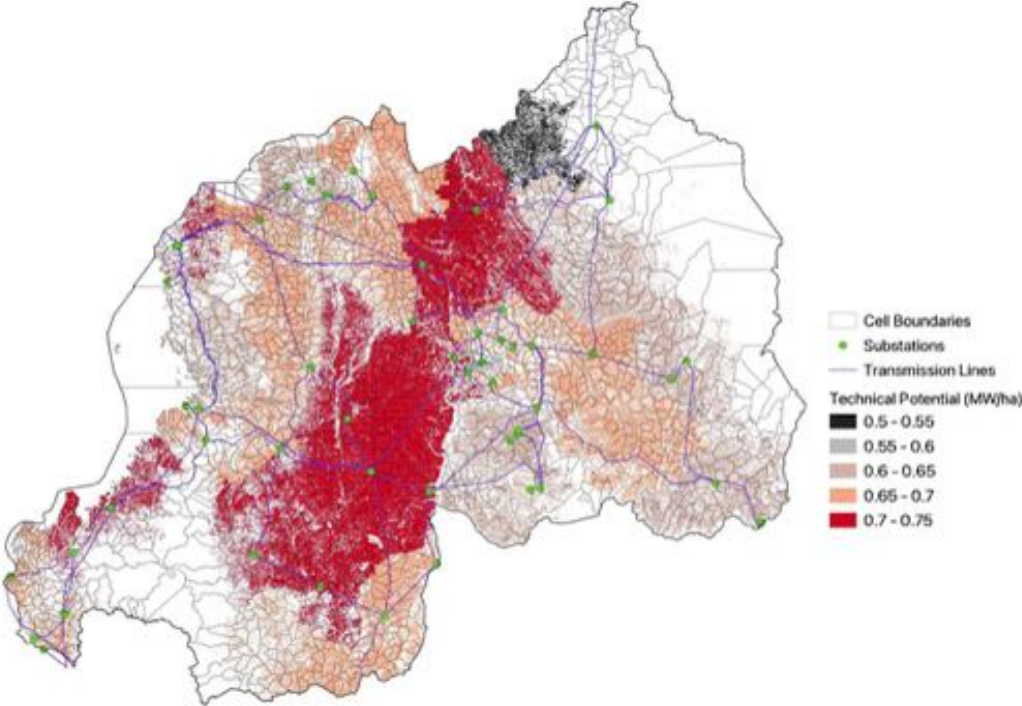 Cell Boundaries
Substations
Transmission Lines
Technical Potential (MW/ha)
0.5 - 0.55
0.55 - 0.6
0.6 - 0.65
0.65 - 0.7
0.7 - 0.75